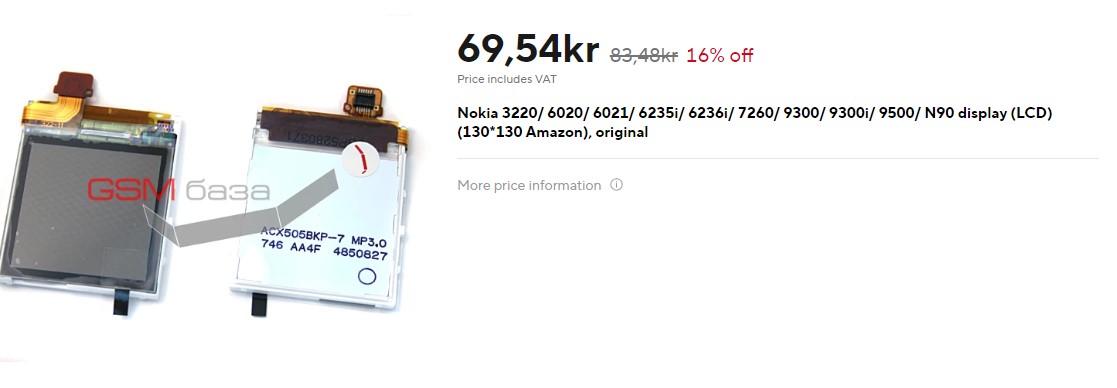 69,54kr 83,48kr 16% off
Price includes VAT
Nokia 3220/ 6020/ 6021/ 6235i/ 6236i/ 7260/ 9300/ 9300i/ 9500/ N90 display (LCD)
(130*130 Amazon), original
More price information
GSM база
ACX505BKP-7 MP3.0
746 AA4F 4850827